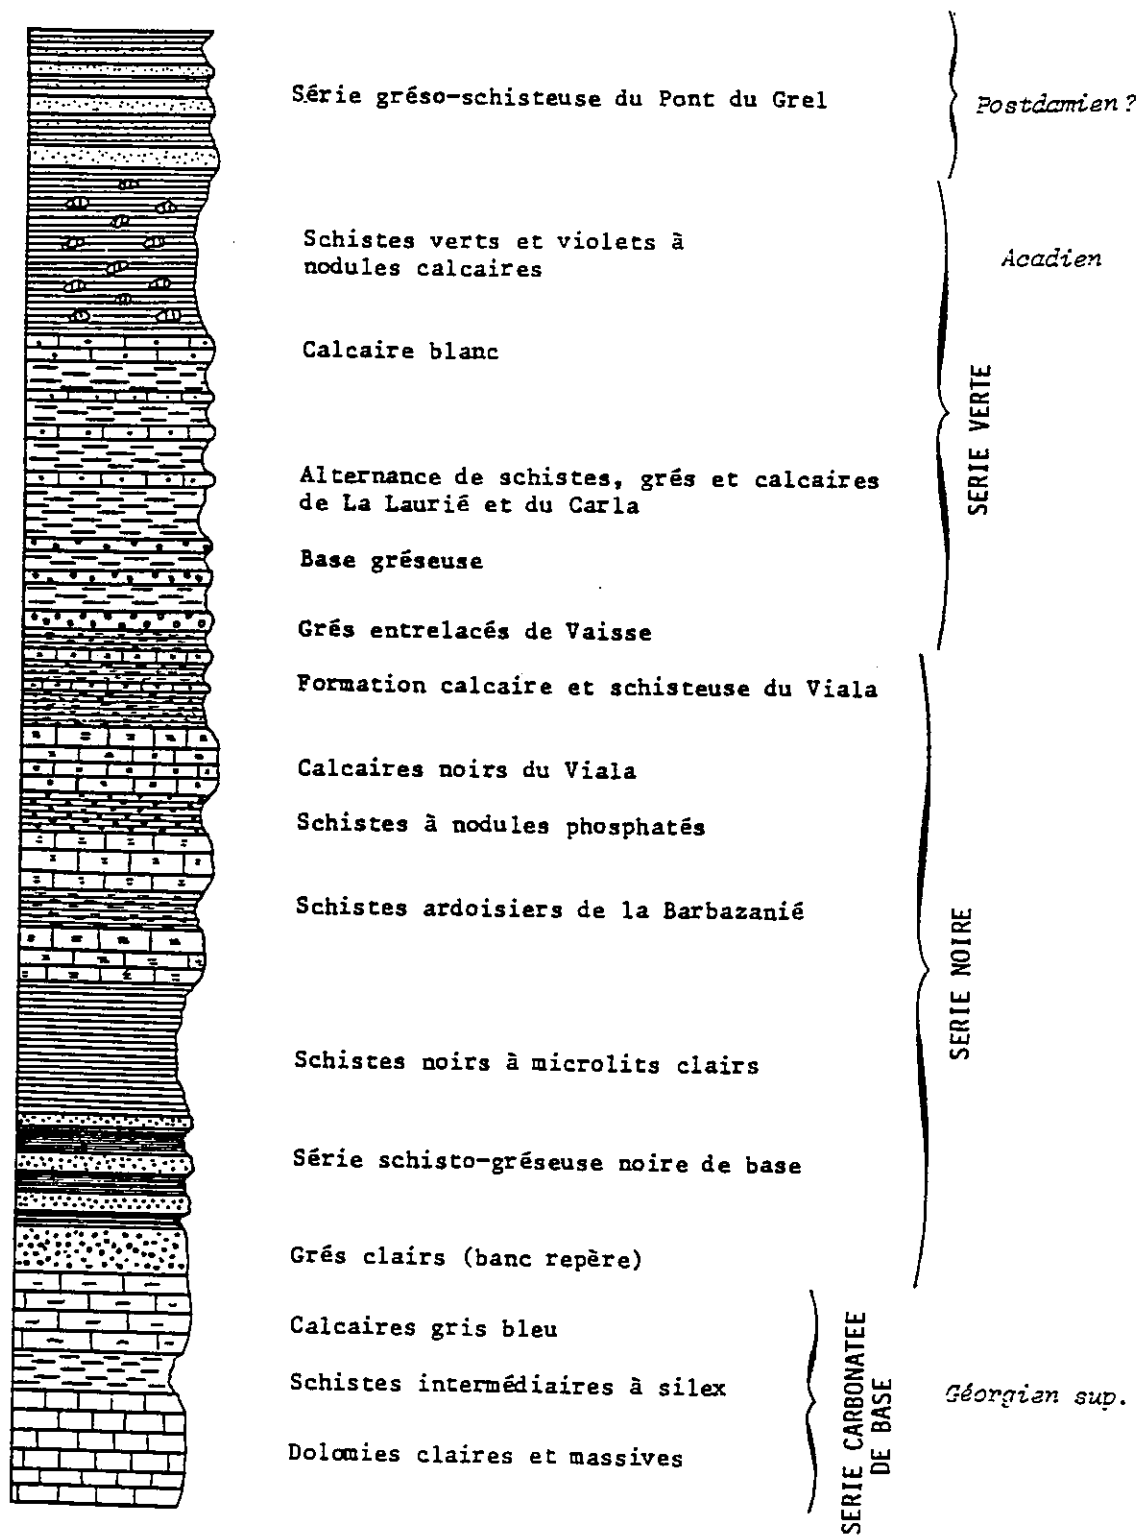 Série gréso-schisteuse du Pont du Grel
Postdamien?
Schistes verts et violets à
nodules calcaires
Acadien
Calcaire blanc
SERIE VERTE
Alternance de schistes, grés et calcaires
de La Laurié et du Carla
Base gréseuse
Grés entrelacés de Vaisse
Formation calcaire et schisteuse du Viala
Calcaires noirs du Viala
Schistes à nodules phosphatés
Schistes ardoisiers de la Barbazanié
SERIE NOIRE
Schistes noirs à microlits clairs
Série schisto-gréseuse noire de base
Grés clairs (banc repère)
Calcaires gris bleu
Schistes intermédiaires à silex
Dolomies claires et massives
SERIE CARBONATEE
DE BASE
Géorgien sup.